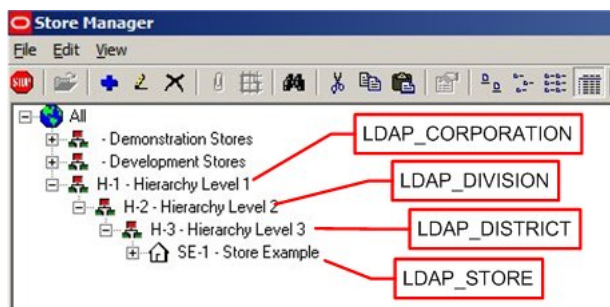 Store Manager
File Edit View
STOP
All
- Demonstration Stores
- Development Stores
H-1 - Hierarchy Level 1
H-2 - Hierarchy Level 2
H-3 - Hierarchy Level 3
SE-1 - Store Example
LDAP_CORPORATION
LDAP_DIVISION
LDAP_DISTRICT
LDAP_STORE